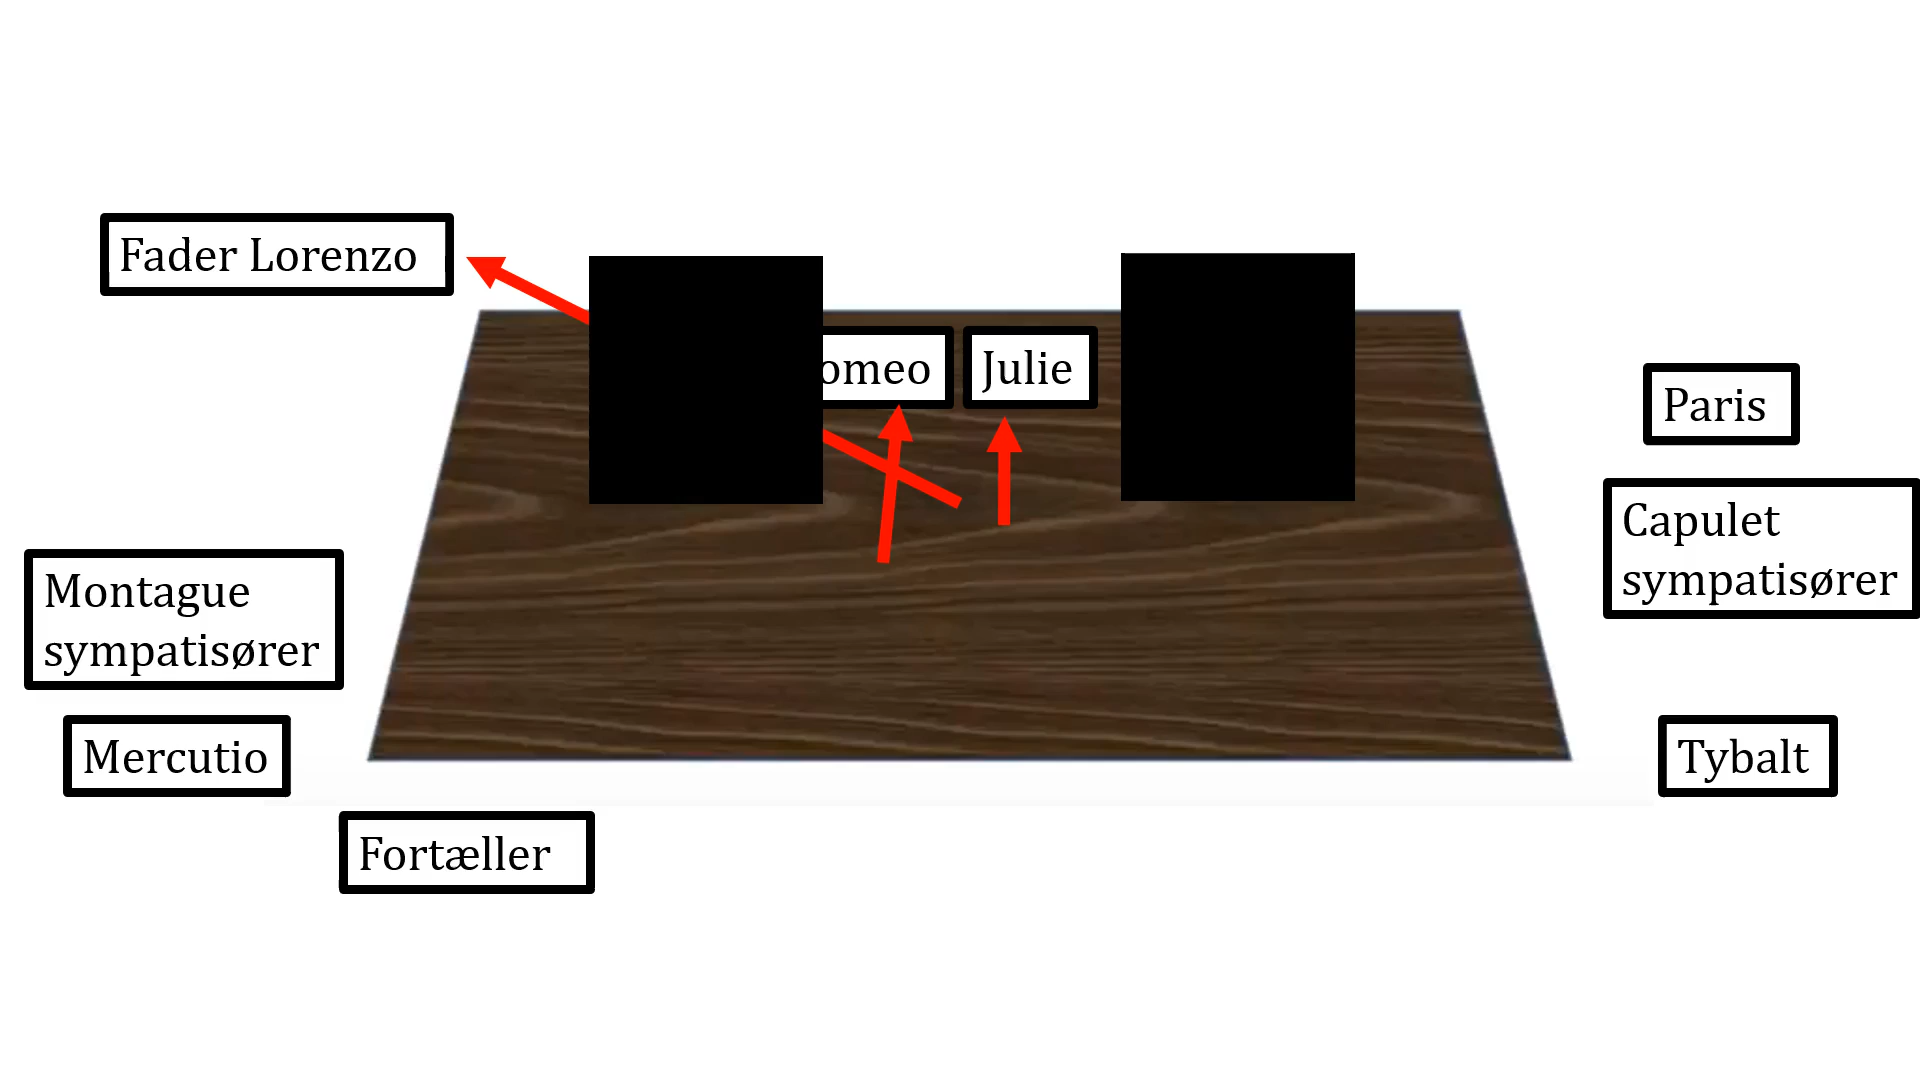 Fader Lorenzo
omeo
Julie
Paris
Capulet
sympatisører
Montague
sympatisører
Mercutio
Tybalt
Fortæller